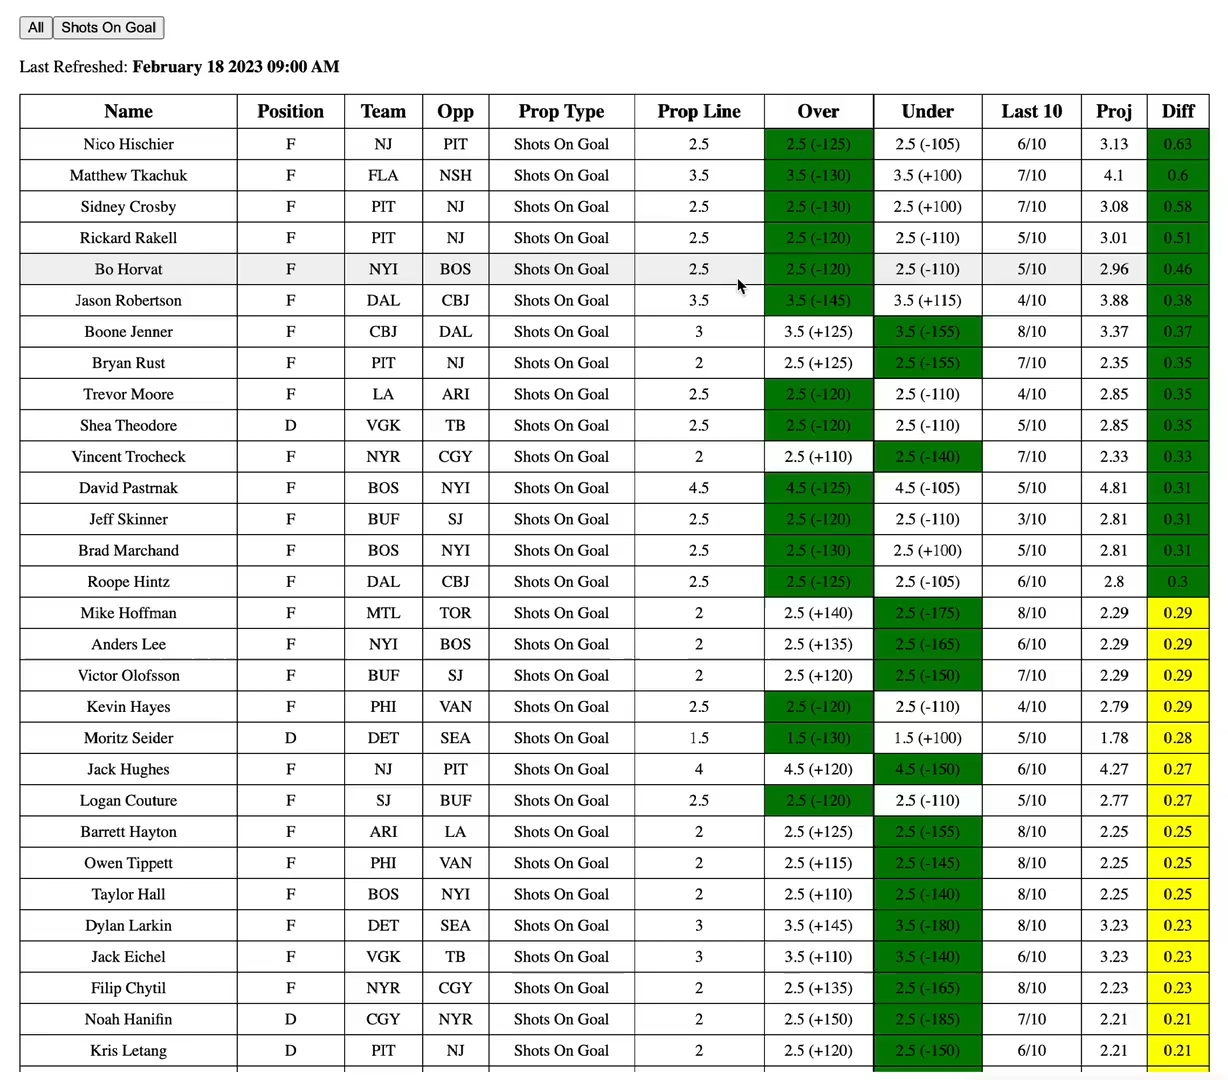 All Shots On Goal
Last Refreshed: February 18 2023 09:00 AM
Name Position Team Opp Prop Type Prop Line Over Under Last 10 Proj Diff
Nico Hischier F NJ PIT Shots On Goal 2.5 2.5 (-125) 2.5 (-105) 6/10 3.13 0.63
Matthew Tkachuk F FLA NSH Shots On Goal 3.5 3.5 (-130) 3.5 (+100) 7/10 4.1 0.6
Sidney Crosby F PIT NJ Shots On Goal 2.5 2.5 (-130) 2.5 (+100) 7/10 3.08 0.58
Rickard Rakell F PIT NJ Shots On Goal 2.5 2.5 (-120) 2.5 (-110) 5/10 3.01 0.51
Bo Horvat F NYI BOS Shots On Goal 2.5 2.5 (-120) 2.5 (-110) 5/10 2.96 0.46
Jason Robertson F DAL CBJ Shots On Goal 3.5 3.5 (-145) 3.5 (+115) 4/10 3.88 0.38
Boone Jenner F CBJ DAL Shots On Goal 3 3.5 (+125) 3.5 (-155) 8/10 3.37 0.37
Bryan Rust F PIT NJ Shots On Goal 2 2.5 (+125) 2.5 (-155) 7/10 2.35 0.35
Trevor Moore F LA ARI Shots On Goal 2.5 2.5 (-120) 2.5 (-110) 4/10 2.85 0.35
Shea Theodore D VGK TB Shots On Goal 2.5 2.5 (-120) 2.5 (-110) 5/10 2.85 0.35
Vincent Trocheck F NYR CGY Shots On Goal 2 2.5 (+110) 2.5 (-140) 7/10 2.33 0.33
David Pastrnak F BOS NYI Shots On Goal 4.5 4.5 (-125) 4.5 (-105) 5/10 4.81 0.31
Jeff Skinner F BUF SJ Shots On Goal 2.5 2.5 (-120) 2.5 (-110) 3/10 2.81 0.31
Brad Marchand F BOS NYI Shots On Goal 2.5 2.5 (-130) 2.5 (+100) 5/10 2.81 0.31
Roope Hintz F DAL CBJ Shots On Goal 2.5 2.5 (-125) 2.5 (-105) 6/10 2.8 0.3
Mike Hoffman F MTL TOR Shots On Goal 2 2.5 (+140) 2.5 (-175) 8/10 2.29 0.29
Anders Lee F NYI BOS Shots On Goal 2 2.5 (+135) 2.5 (-165) 6/10 2.29 0.29
Victor Olofsson F BUF SJ Shots On Goal 2 2.5 (+120) 2.5 (-150) 7/10 2.29 0.29
Kevin Hayes F PHI VAN Shots On Goal 2.5 2.5 (-120) 2.5 (-110) 4/10 2.79 0.29
Moritz Seider D DET SEA Shots On Goal 1.5 1.5 (-130) 1.5 (+100) 5/10 1.78 0.28
Jack Hughes F NJ PIT Shots On Goal 4 4.5 (+120) 4.5 (-150) 6/10 4.27 0.27
Logan Couture F SJ BUF Shots On Goal 2.5 2.5 (-120) 2.5 (-110) 5/10 2.77 0.27
Barrett Hayton F ARI LA Shots On Goal 2 2.5 (+125) 2.5 (-155) 8/10 2.25 0.25
Owen Tippett F PHI VAN Shots On Goal 2 2.5 (+115) 2.5 (-145) 8/10 2.25 0.25
Taylor Hall F BOS NYI Shots On Goal 2 2.5 (+110) 2.5 (-140) 8/10 2.25 0.25
Dylan Larkin F DET SEA Shots On Goal 3 3.5 (+145) 3.5 (-180) 8/10 3.23 0.23
Jack Eichel F VGK TB Shots On Goal 3 3.5 (+110) 3.5 (-140) 6/10 3.23 0.23
Filip Chytil F NYR CGY Shots On Goal 2 2.5 (+135) 2.5 (-165) 8/10 2.23 0.23
Noah Hanifin D CGY NYR Shots On Goal 2 2.5 (+150) 2.5 (-185) 7/10 2.21 0.21
Kris Letang D PIT NJ Shots On Goal 2 2.5 (+120) 2.5 (-150) 6/10 2.21 0.21